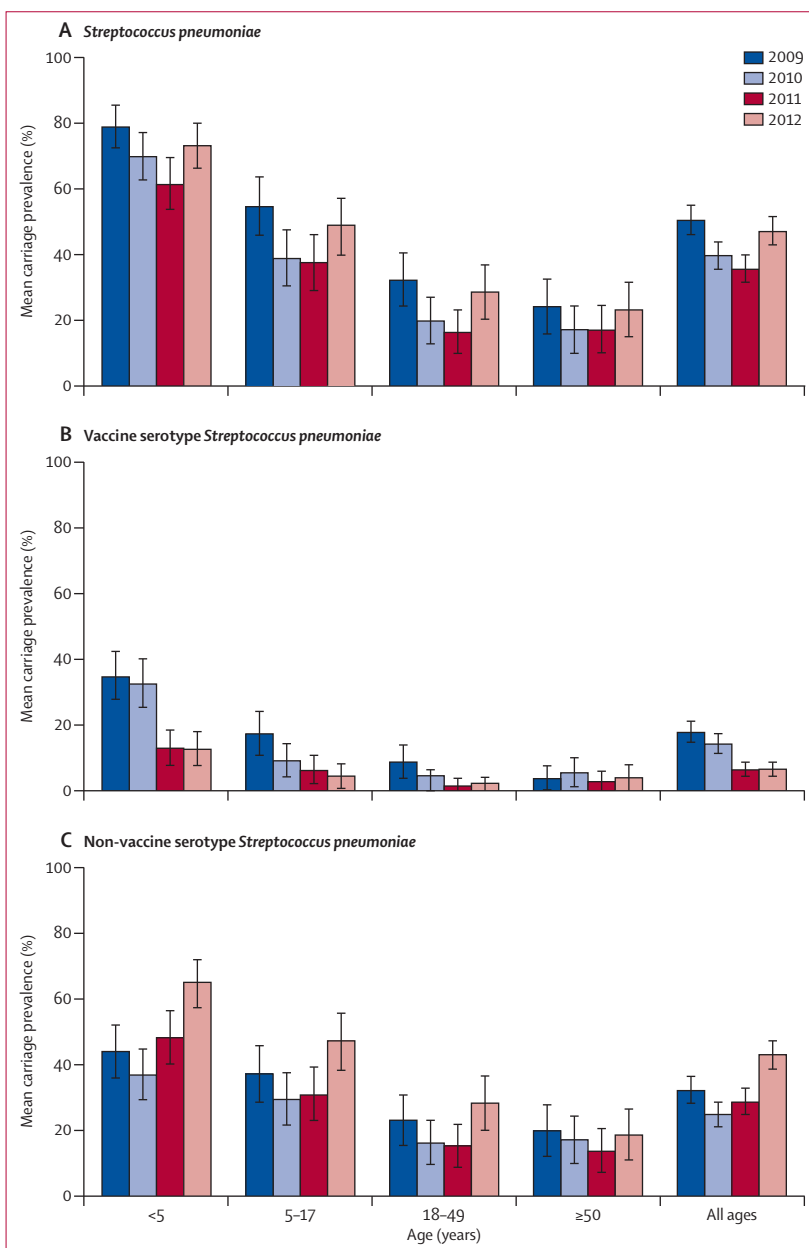 A Streptococcus pneumoniae
100
80
60
40
20
0
Mean carriage prevalence (%)
2009
2010
2011
2012
B Vaccine serotype Streptococcus pneumoniae
100
80
60
40
20
0
Mean carriage prevalence (%)
C Non-vaccine serotype Streptococcus pneumoniae
100
80
60
40
20
0
Mean carriage prevalence (%)
<5 5–17 18–49 ≥50 All ages
Age (years)